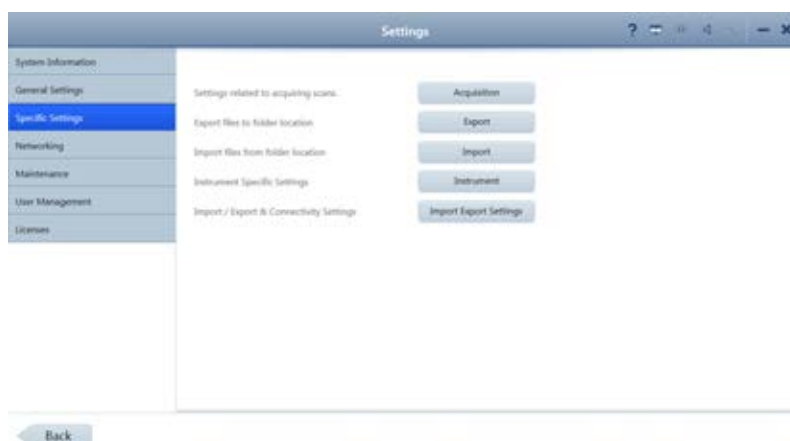 Settings
?
System Information
General Settings
Specific Settings
Networking
Maintenance
User Management
Licenses
Settings related to acquiring scans. Acquisition
Export files to folder location Export
Import files from folder location Import
Instrument Specific Settings Instrument
Import / Export & Connectivity Settings Import Export Settings
Back